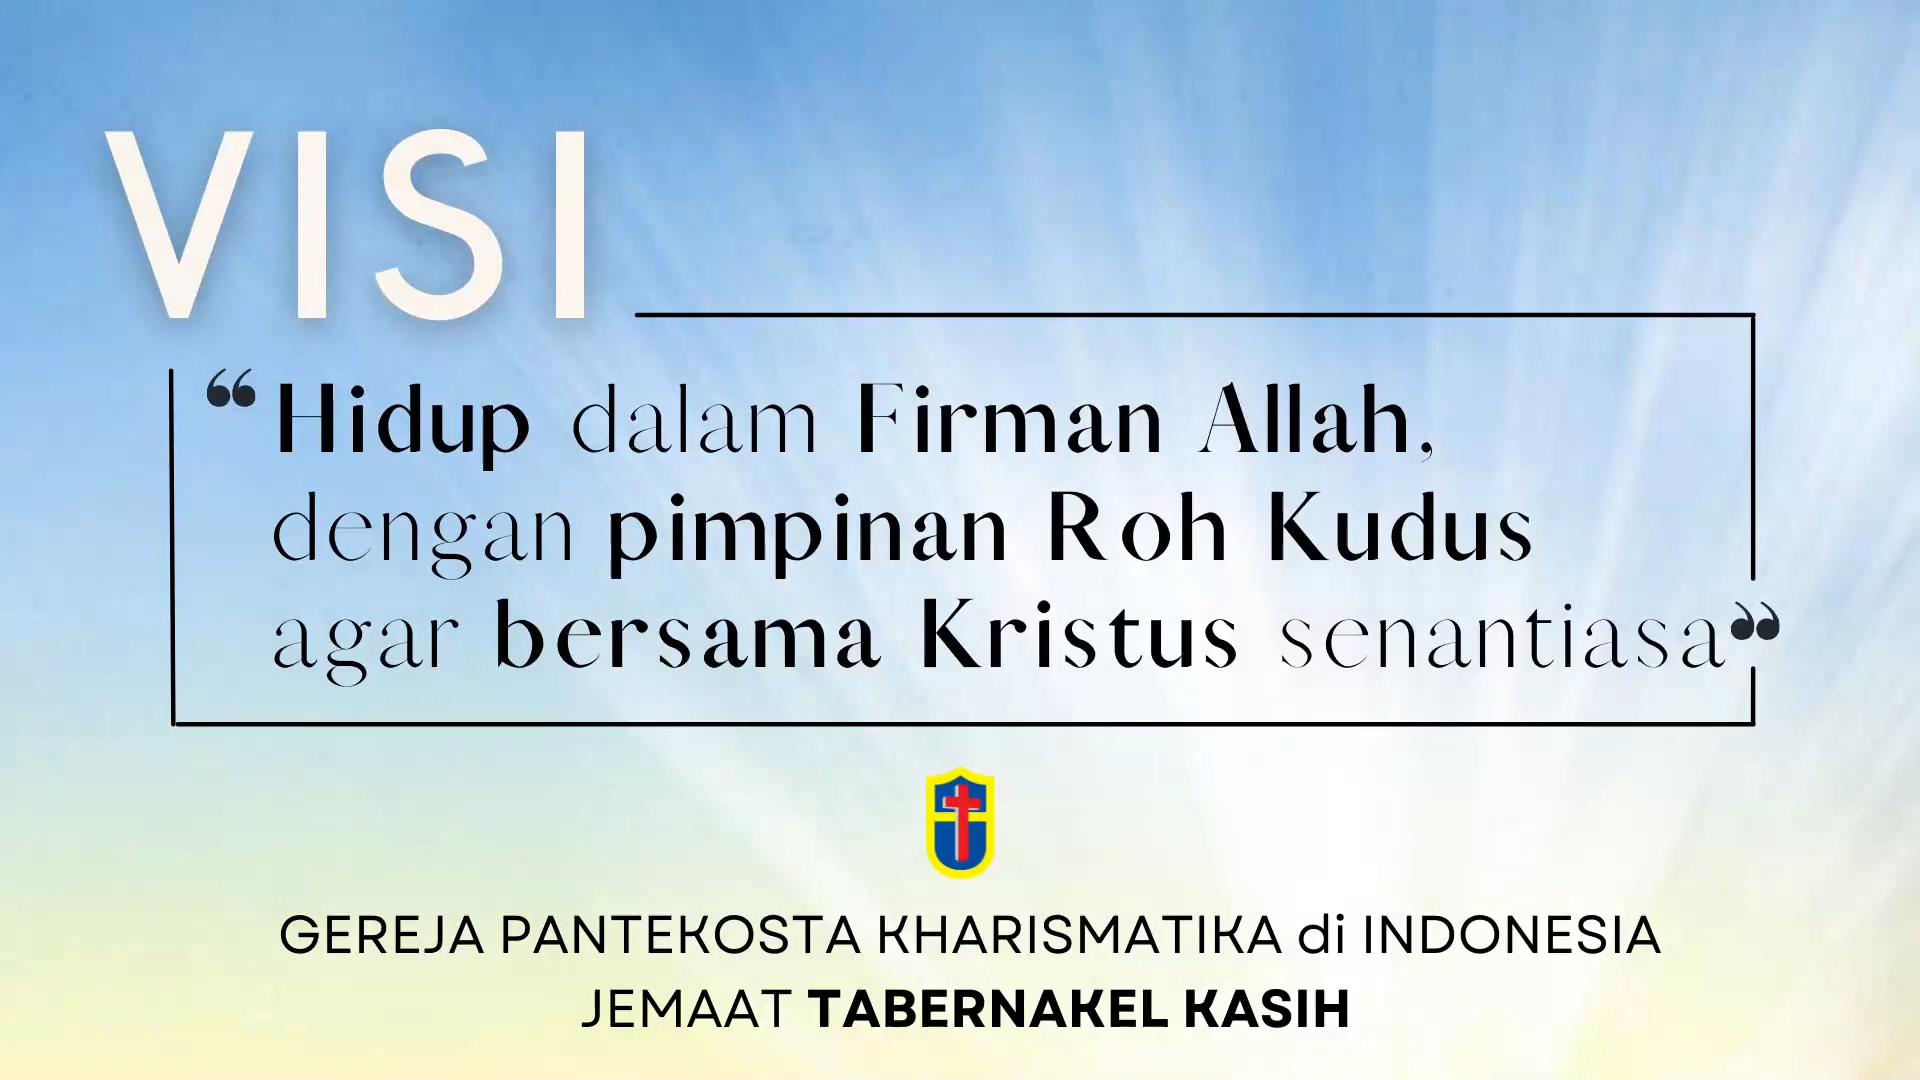 VISI
“Hidup dalam Firman Allah,
dengan pimpinan Roh Kudus
agar bersama Kristus senantiasa”
GEREJA PANTEKOSTA KHARISMATIKA di INDONESIA
JEMAAT TABERNAKEL KASIH